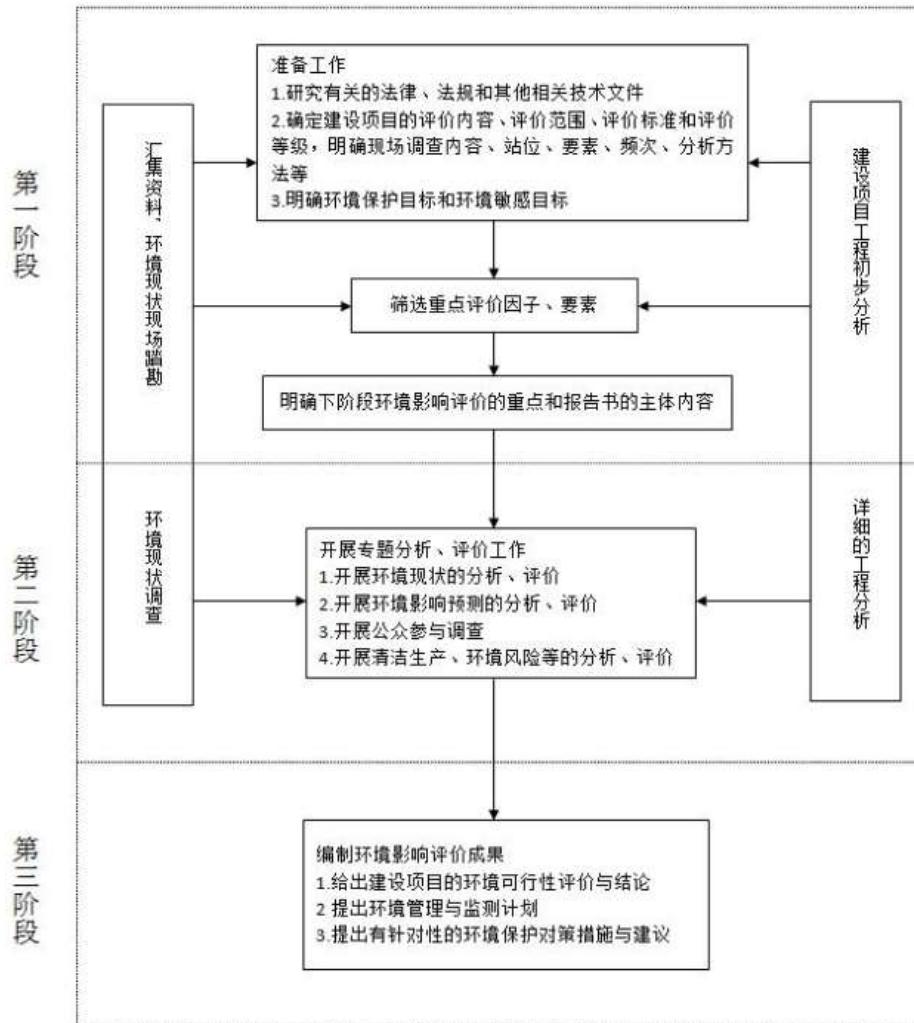 第一阶段
汇集资料，环境现状现场踏勘
准备工作
1.研究有关的法律、法规和其他相关技术文件
2.确定建设项目的评价内容、评价范围、评价标准和评价
等级，明确现场调查内容、站位、要素、频次、分析方
法等
3.明确环境保护目标和环境敏感目标
建设项目工程初步分析
筛选重点评价因子、要素
明确下阶段环境影响评价的重点和报告书的主体内容
第二阶段
环境现状调查
开展专题分析、评价工作
1.开展环境现状的分析、评价
2.开展环境影响预测的分析、评价
3.开展公众参与调查
4.开展清洁生产、环境风险等的分析、评价
详细的工程分析
第三阶段
编制环境影响评价成果
1.给出建设项目的环境可行性评价与结论
2 提出环境管理与监测计划
3.提出有针对性的环境保护对策措施与建议